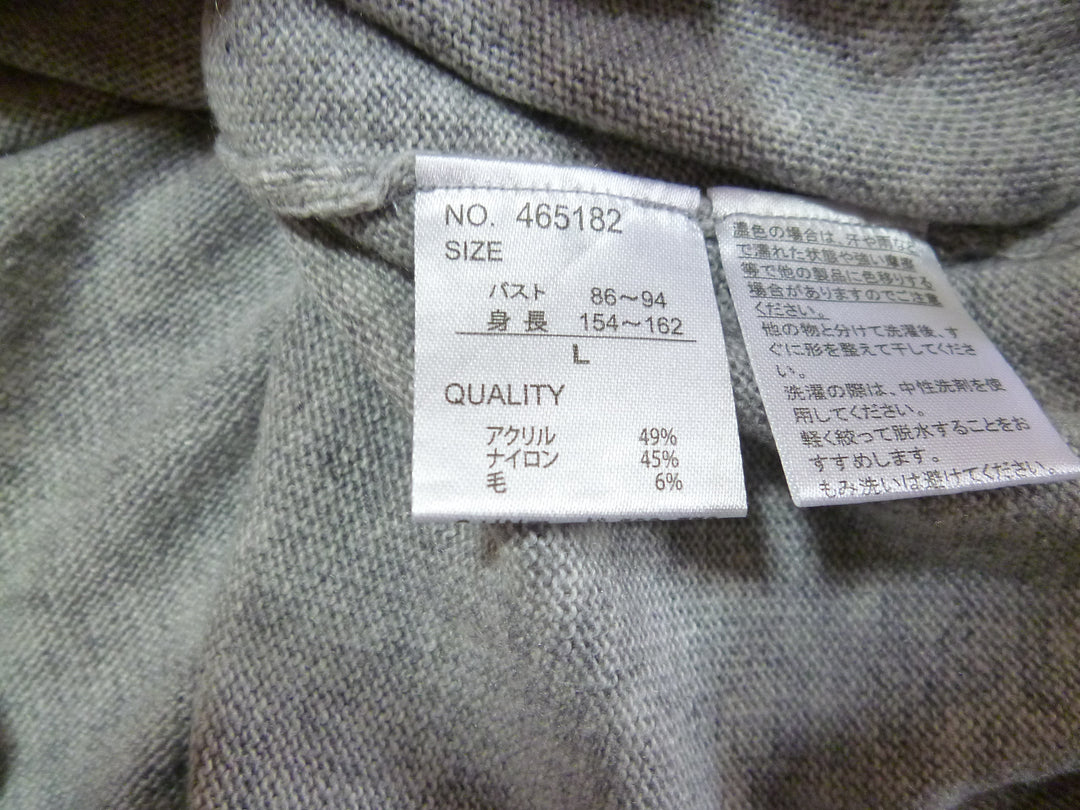 NO. 465182
SIZE
バスト 86～94
身長 154～162
L
QUALITY
アクリル 49%
ナイロン 45%
毛 6%
濃色の場合は、汗や雨など
で濡れた状態や強い摩擦
等で他の製品に色移りする
場合がありますのでご注意
ください。
他の物と分けて洗濯後、す
ぐに形を整えて干してくださ
い。
洗濯の際は、中性洗剤を使
用してください。
軽く絞って脱水することをお
すすめします。
もみ洗いは避けてください。